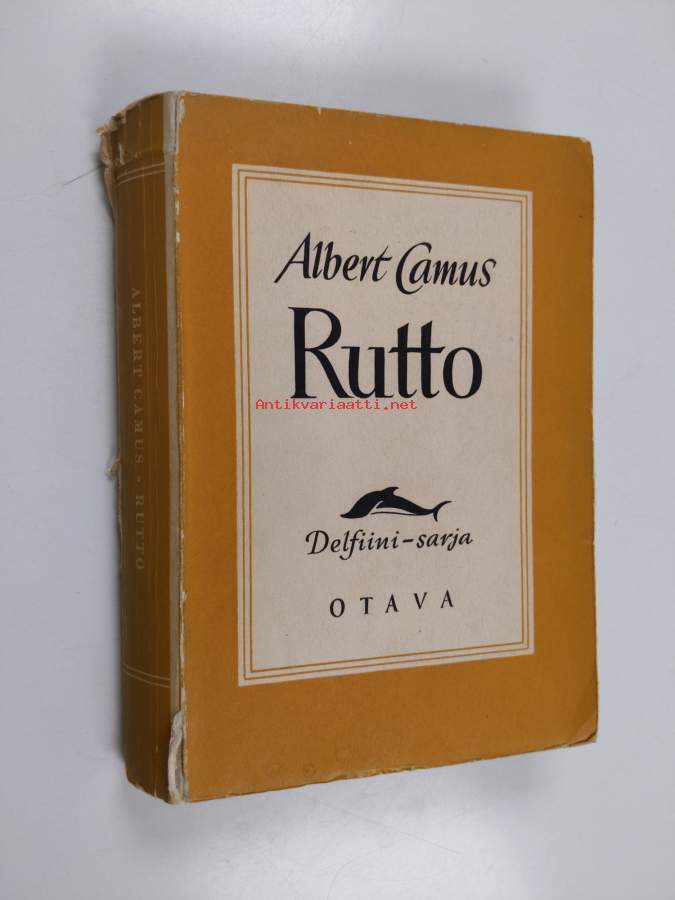 Albert Camus
Rutto
Antikvariaatti.net
Delfiini-sarja
OTAVA
ALBERT CAMUS • RUTTO